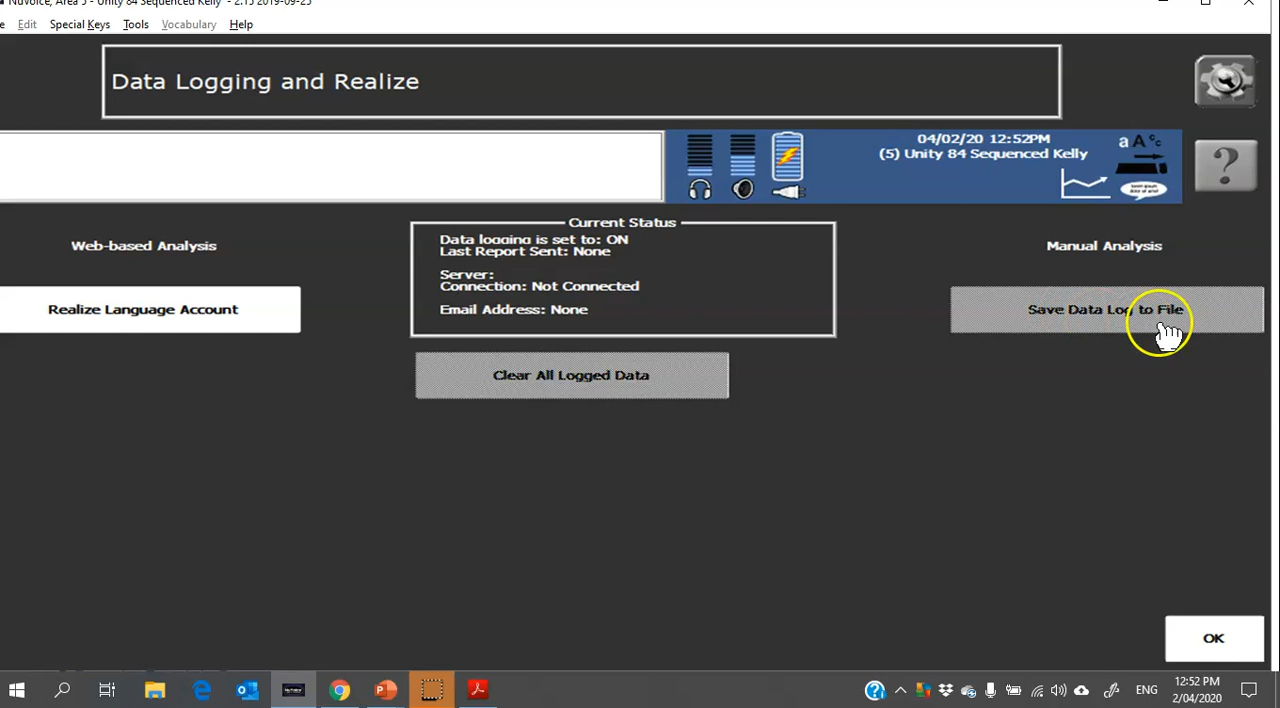 NuVoice, Area 5 - Unity 84 Sequenced Kelly - 2.15 2019-09-25
Edit Special Keys Tools Vocabulary Help
Data Logging and Realize
04/02/20 12:52PM
(5) Unity 84 Sequenced Kelly
a A
?
Current Status
Web-based Analysis
Data logging is set to: ON
Manual Analysis
Last Report Sent: None
Server:
Connection: Not Connected
Realize Language Account
Email Address: None
Save Data Log to File
Clear All Logged Data
OK
ENG
12:52 PM
2/04/2020